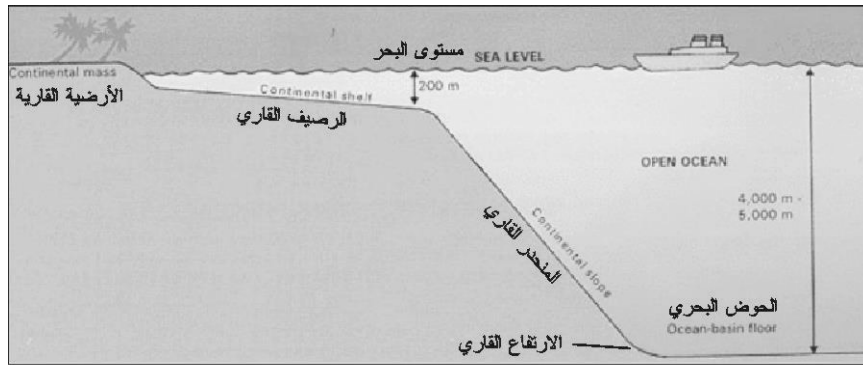 مستوى البحر
SEA LEVEL
Continental mass
الأرضية القارية
Continental shelf
الرصيف القاري
200 m
OPEN OCEAN
4,000 m -
5,000 m
Continental slope
المنحدر القاري
الحوض البحري
Ocean-basin floor
الارتفاع القاري